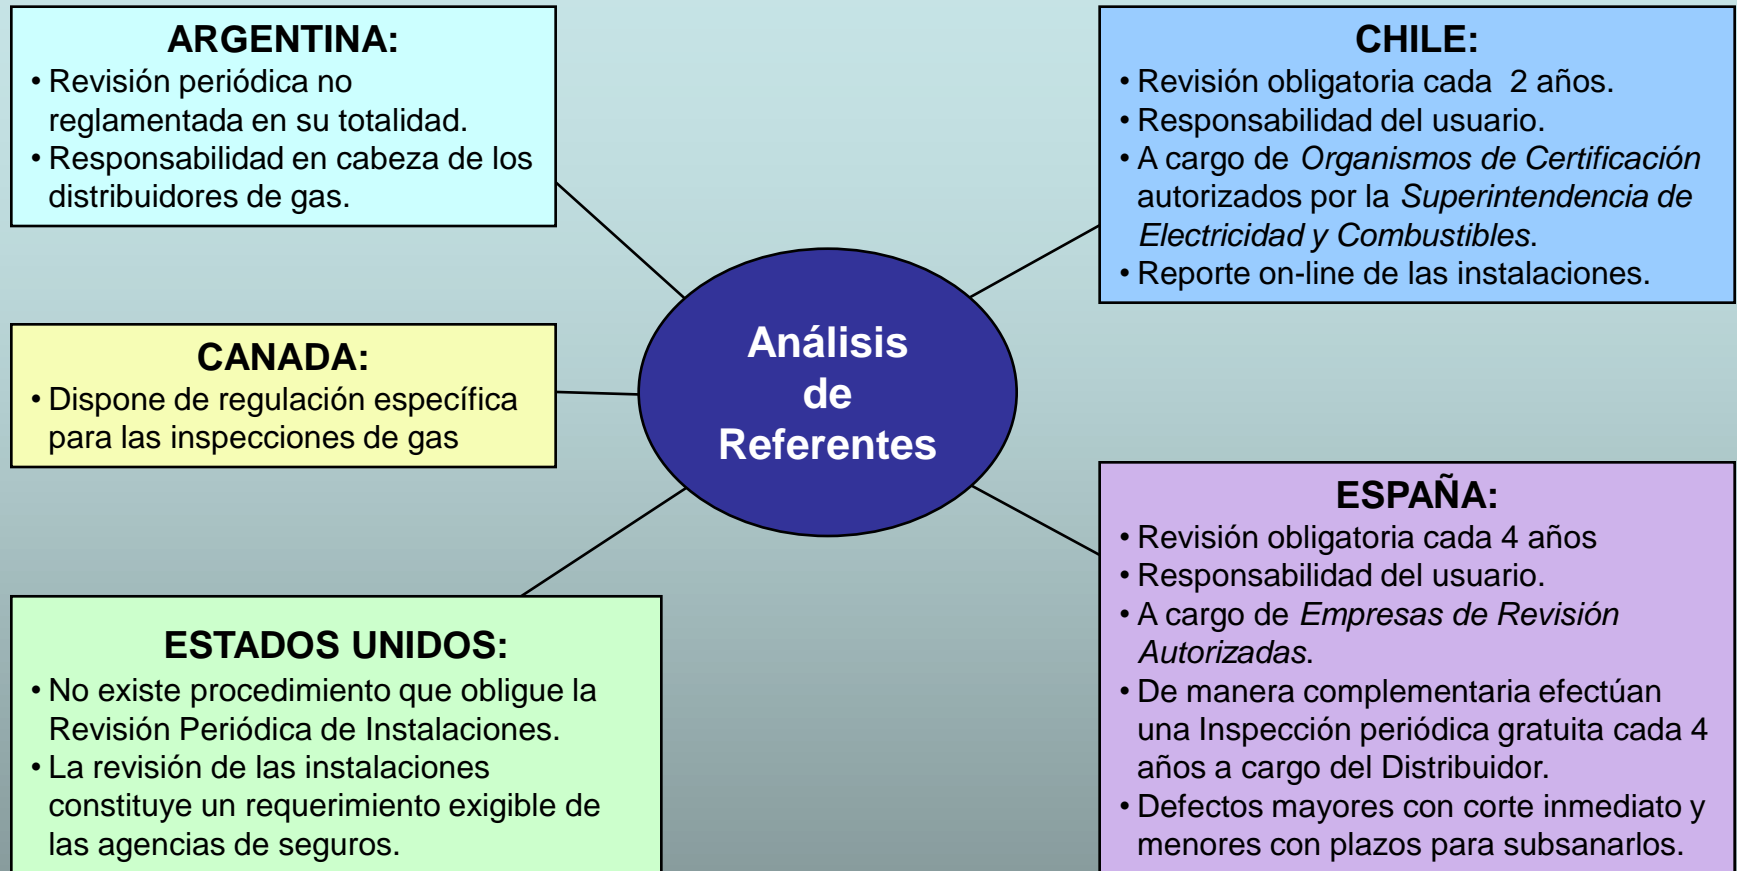 ARGENTINA:
• Revisión periódica no
reglamentada en su totalidad.
• Responsabilidad en cabeza de los
distribuidores de gas.
CHILE:
• Revisión obligatoria cada 2 años.
• Responsabilidad del usuario.
• A cargo de Organismos de Certificación
autorizados por la Superintendencia de
Electricidad y Combustibles.
• Reporte on-line de las instalaciones.
CANADA:
• Dispone de regulación específica
para las inspecciones de gas
Análisis
de
Referentes
ESTADOS UNIDOS:
• No existe procedimiento que obligue la
Revisión Periódica de Instalaciones.
• La revisión de las instalaciones
constituye un requerimiento exigible de
las agencias de seguros.
ESPAÑA:
• Revisión obligatoria cada 4 años
• Responsabilidad del usuario.
• A cargo de Empresas de Revisión
Autorizadas.
• De manera complementaria efectúan
una Inspección periódica gratuita cada 4
años a cargo del Distribuidor.
• Defectos mayores con corte inmediato y
menores con plazos para subsanarlos.